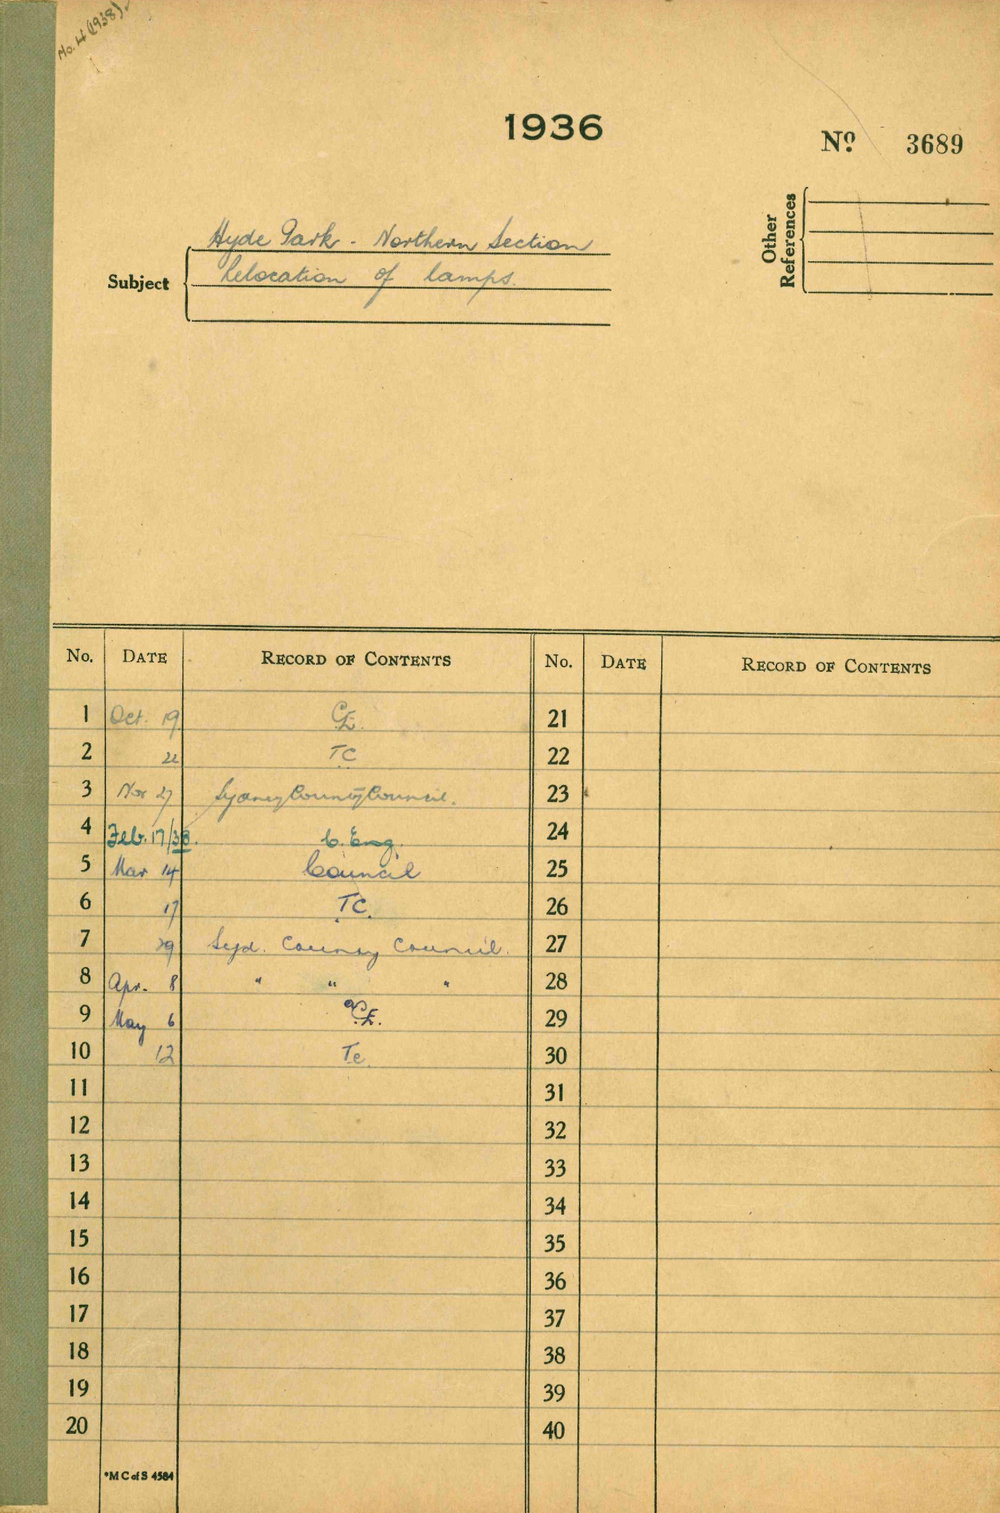 No. 4 (1938).
1936
No. 3689
Other References
Subject
Hyde Park - Northern Section
Relocation of lamps.
No. DATE RECORD OF CONTENTS No. DATE RECORD OF CONTENTS
1 Oct. 19 C.E. 21
2 T.C 22
3 Nov 27 Sydney County Council. 23
4 Feb. 17/38. C. Eng. 24
5 Mar 14 Council 25
6 17 T.C. 26
7 29 Syd. County Council. 27
8 Apr. 8 " " " 28
9 May 6 C.E. 29
10 12 T.C. 30
11 31
12 32
13 33
14 34
15 35
16 36
17 37
18 38
19 39
20 40
*M C of S 4584